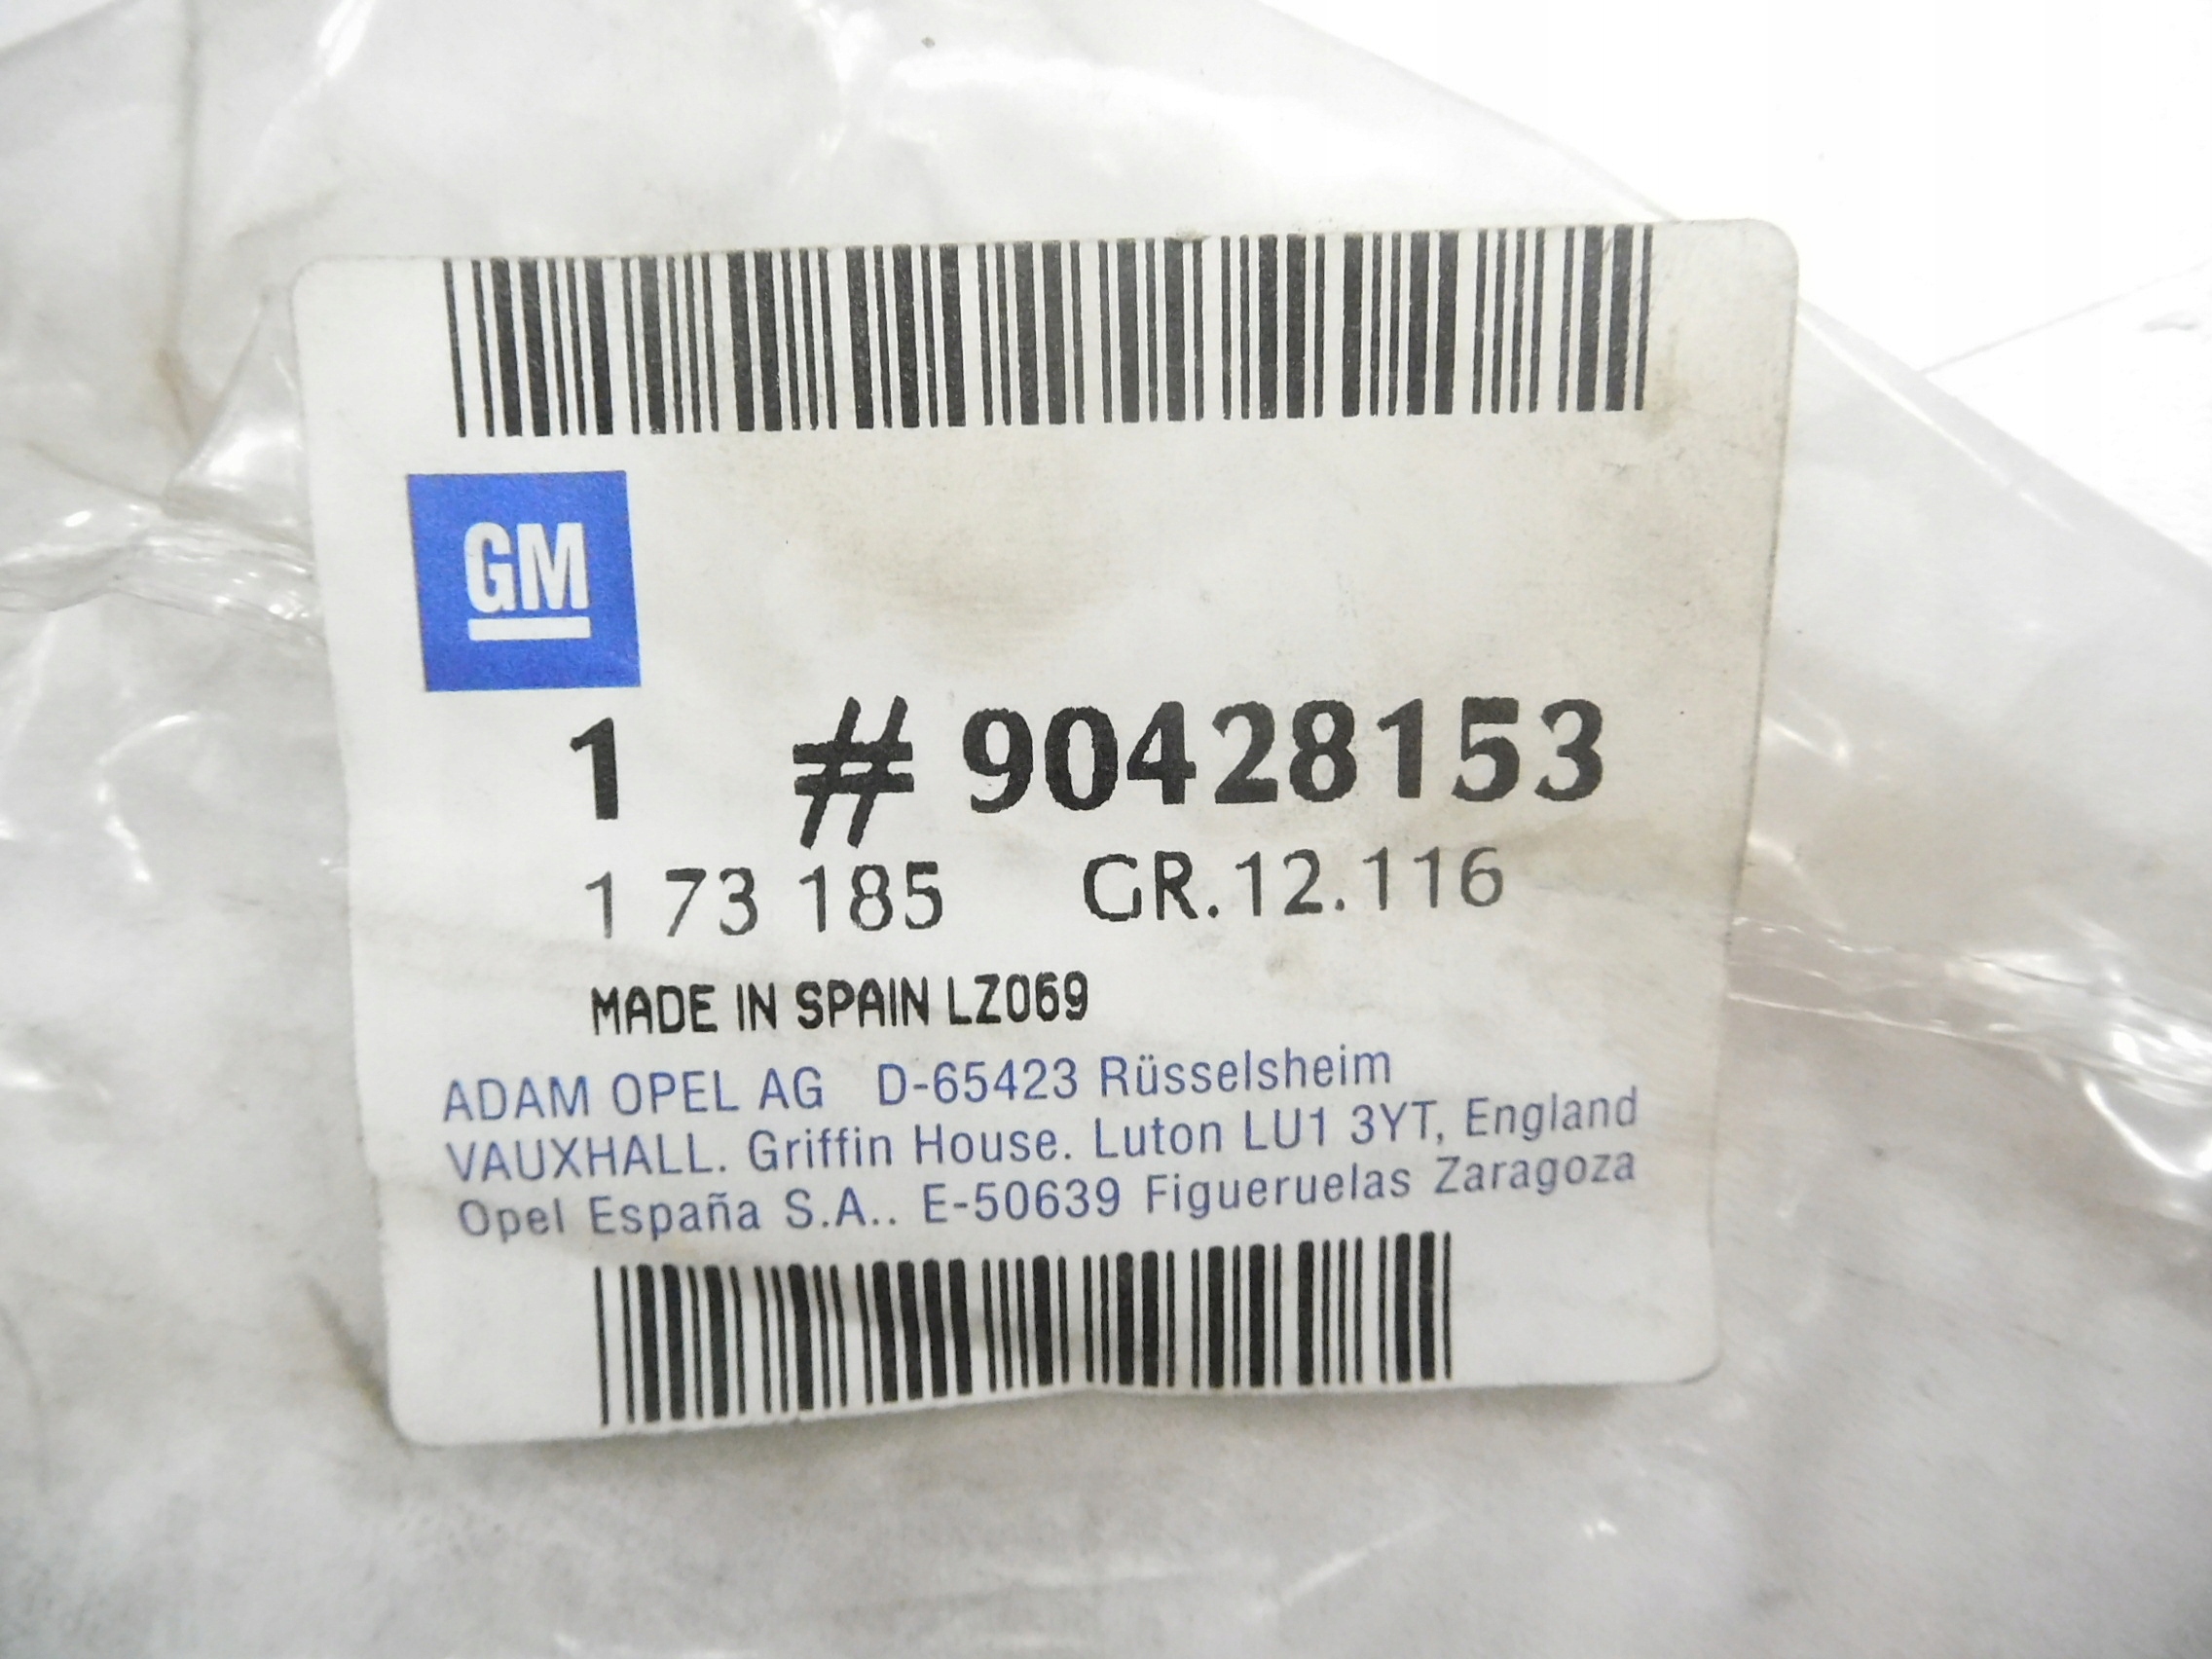 GM
1 # 90428153
1 73 185 GR.12.116
MADE IN SPAIN LZ069
ADAM OPEL AG D-65423 Rüsselsheim
VAUXHALL. Griffin House. Luton LU1 3YT, England
Opel España S.A.. E-50639 Figueruelas Zaragoza